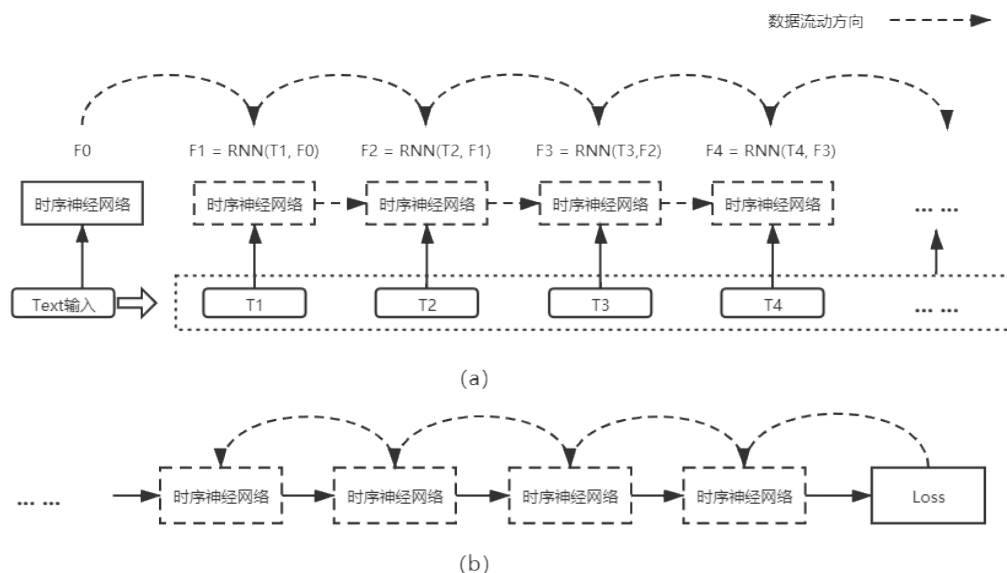 数据流动方向
F0
F1 = RNN(T1, F0)
F2 = RNN(T2, F1)
F3 = RNN(T3,F2)
F4 = RNN(T4, F3)
时序神经网络
时序神经网络
时序神经网络
时序神经网络
时序神经网络
... ...
Text输入
T1
T2
T3
T4
... ...
(a)
... ...
时序神经网络
时序神经网络
时序神经网络
时序神经网络
Loss
(b)